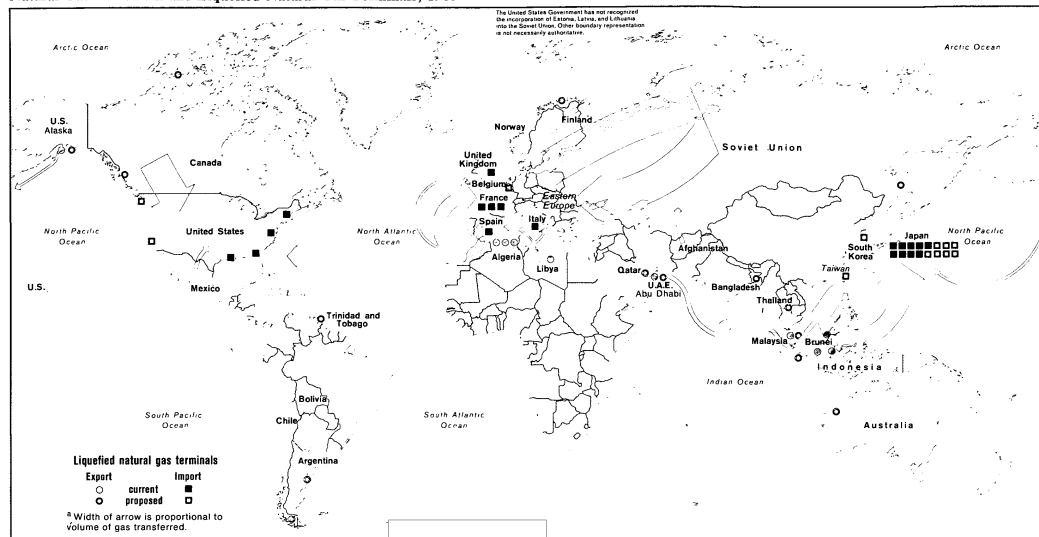 The United States Government has not recognized
the incorporation of Estonia, Latvia, and Lithuania
into the Soviet Union. Other boundary representation
is not necessarily authoritative.
Arctic Ocean
Arctic Ocean
U.S.
Alaska
Canada
Norway
Finland
Soviet Union
United
Kingdom
Belgium
France
Eastern
Europe
Spain
Italy
North Pacific
Ocean
United States
North Atlantic
Ocean
Algeria
Libya
Afghanistan
South
Korea
Japan
North Pacific
Ocean
Mexico
U.S.
Qatar
U.A.E.
Abu Dhabi
Bangladesh
Taiwan
Thailand
Trinidad and
Tobago
Malaysia
Brunei
Indonesia
Indian Ocean
Bolivia
South Pacific
Ocean
Chile
South Atlantic
Ocean
Australia
Argentina
Liquefied natural gas terminals
Export
Import
current
proposed
a Width of arrow is proportional to
volume of gas transferred.